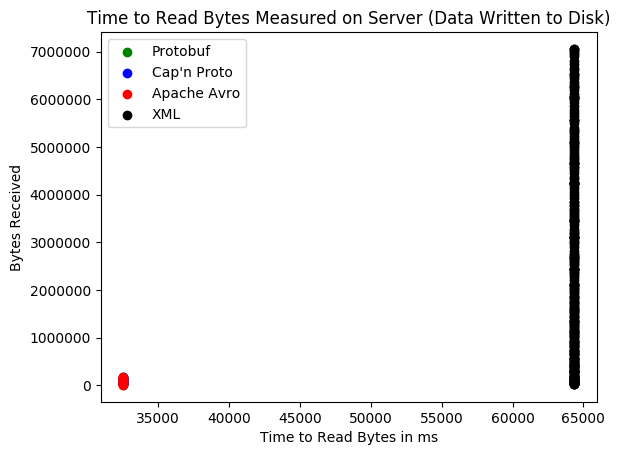 Time to Read Bytes Measured on Server (Data Written to Disk)
Protobuf
Cap'n Proto
Apache Avro
XML
Bytes Received
7000000
6000000
5000000
4000000
3000000
2000000
1000000
0
35000 40000 45000 50000 55000 60000 65000
Time to Read Bytes in ms